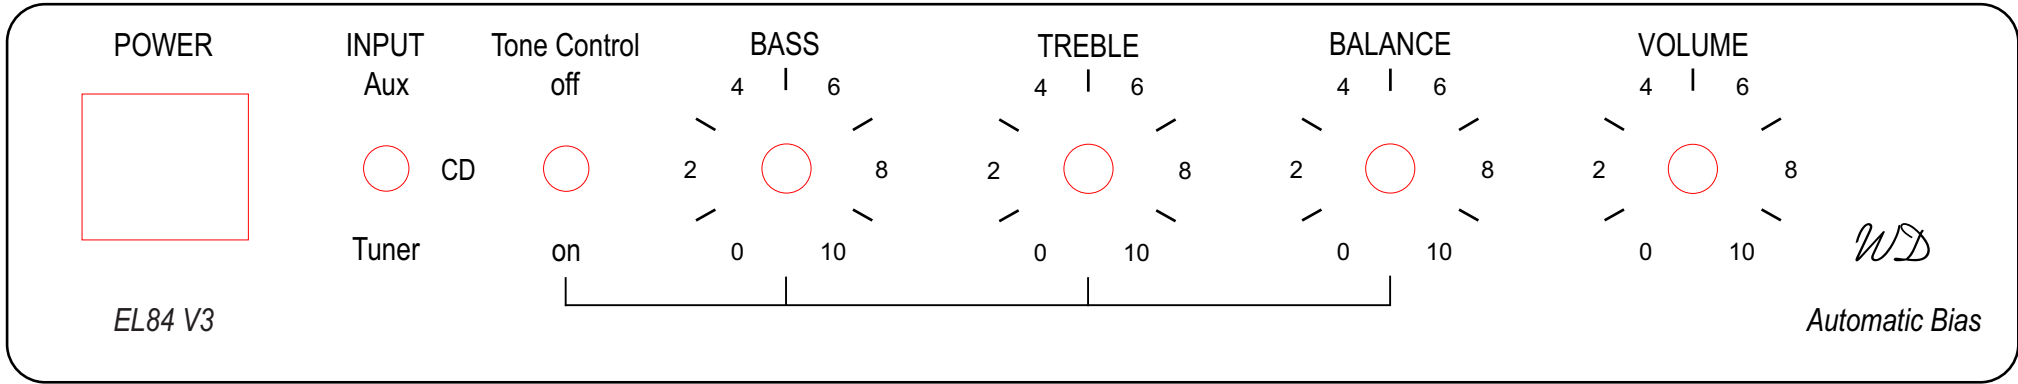 POWER INPUT Tone Control BASS TREBLE BALANCE VOLUME
Aux off 4 6 4 6 4 6 4 6
CD 2 8 2 8 2 8 2 8
Tuner on 0 10 0 10 0 10 0 10 WD
EL84 V3 Automatic Bias